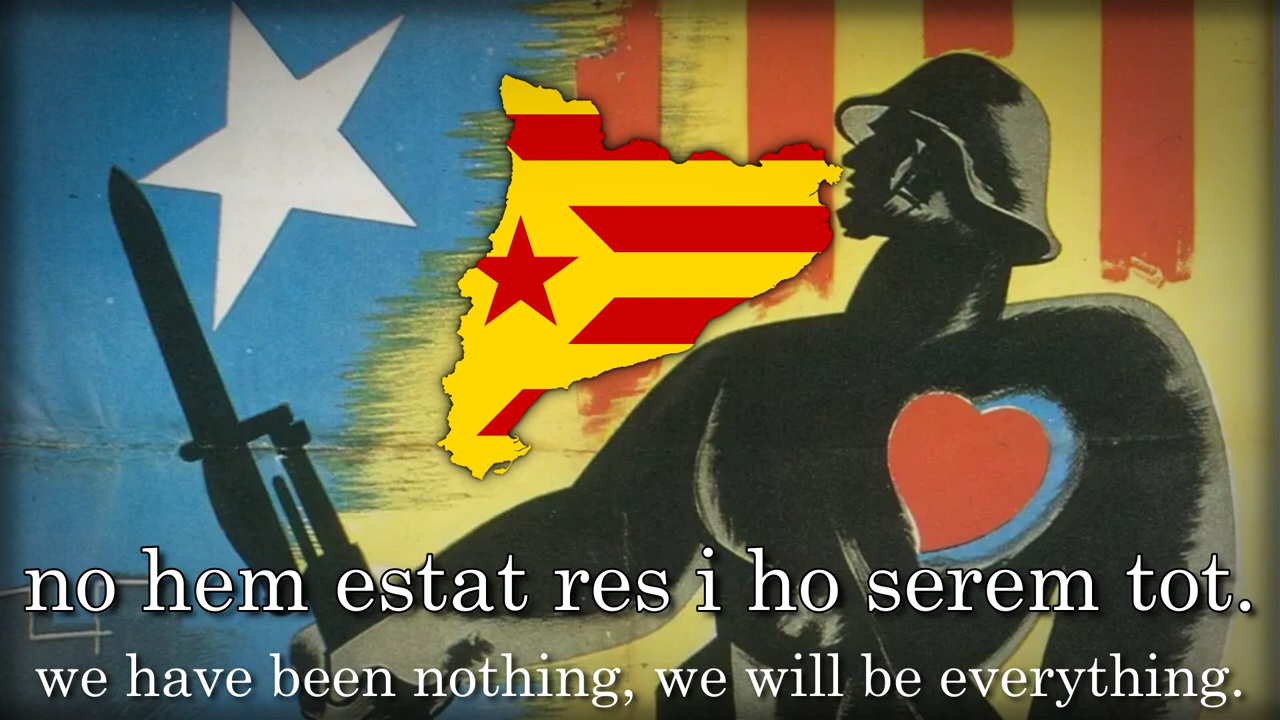 no hem estat res i ho serem tot.
we have been nothing, we will be everything.